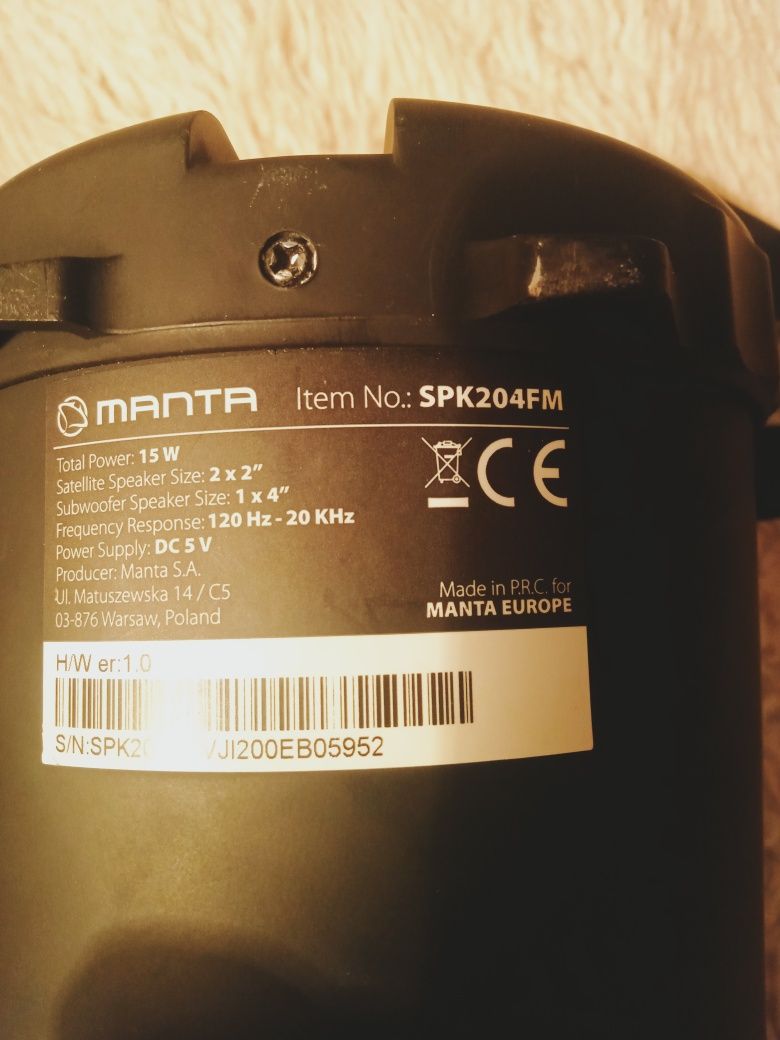 MANTA Item No.: SPK204FM
Total Power: 15 W
Satellite Speaker Size: 2 x 2”
Subwoofer Speaker Size: 1 x 4”
Frequency Response: 120 Hz - 20 KHz
Power Supply: DC 5 V
Producer: Manta S.A.
Ul. Matuszewska 14 / C5
03-876 Warsaw, Poland
CE
Made in P.R.C. for
MANTA EUROPE
H/W er:1.0